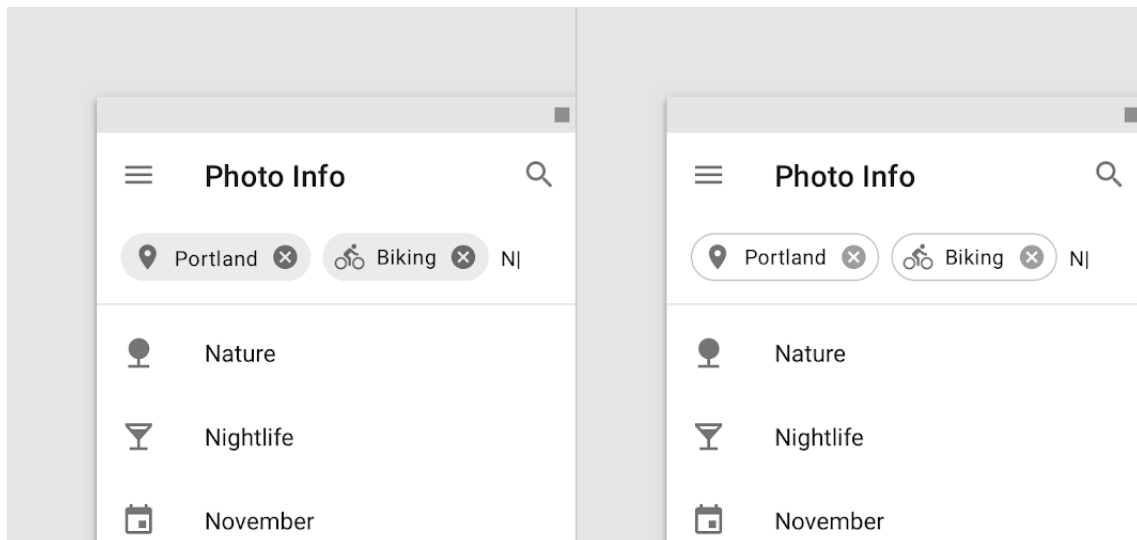 Photo Info
Portland Biking N|
Nature
Nightlife
November
Photo Info
Portland Biking N|
Nature
Nightlife
November